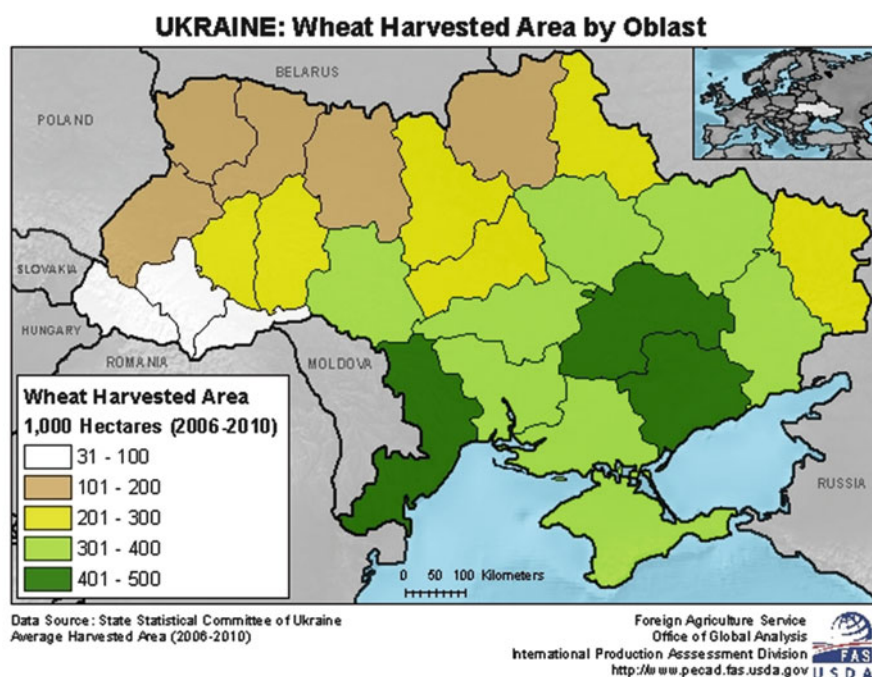 UKRAINE: Wheat Harvested Area by Oblast
BELARUS
POLAND
SLOVAKIA
HUNGARY
ROMANIA
MOLDOVA
RUSSIA
Wheat Harvested Area
1,000 Hectares (2006-2010)
31 - 100
101 - 200
201 - 300
301 - 400
401 - 500
0 50 100 Kilometers
Data Source: State Statistical Committee of Ukraine
Average Harvested Area (2006-2010)
Foreign Agriculture Service
Office of Global Analysis
International Production Asssessment Division
http://www.pecad.fas.usda.gov
FAS
USDA